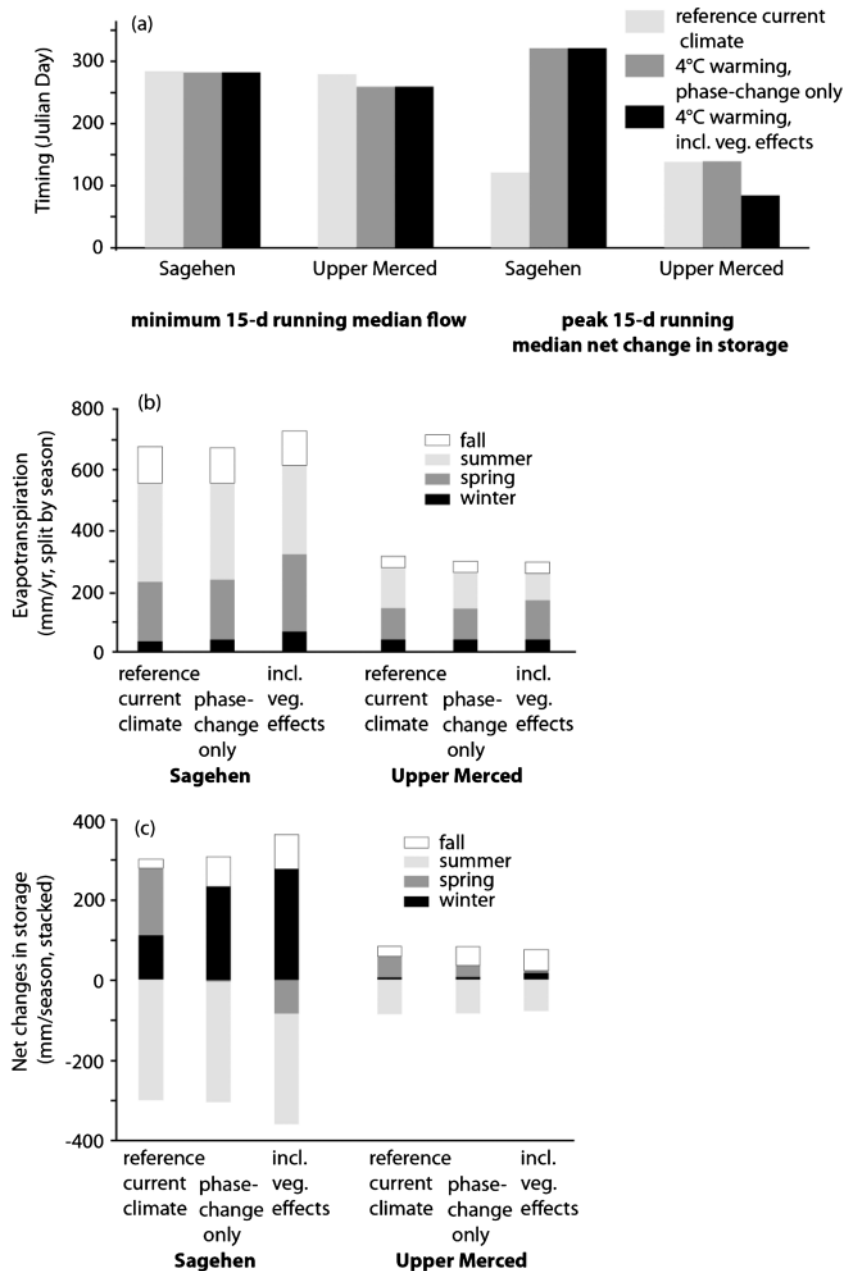 (a)
reference current
climate
4°C warming,
phase-change only
4°C warming,
incl. veg. effects
Timing (Julian Day)
300
200
100
0
Sagehen
Upper Merced
Sagehen
Upper Merced
minimum 15-d running median flow
peak 15-d running
median net change in storage
(b)
Evapotranspiration
(mm/yr, split by season)
800
600
400
200
0
fall
summer
spring
winter
reference
current
climate
phase-
change
only
incl.
veg.
effects
reference
current
climate
phase-
change
only
incl.
veg.
effects
Sagehen
Upper Merced
(c)
Net changes in storage
(mm/season, stacked)
400
200
0
-200
-400
fall
summer
spring
winter
reference
current
climate
phase-
change
only
incl.
veg.
effects
reference
current
climate
phase-
change
only
incl.
veg.
effects
Sagehen
Upper Merced